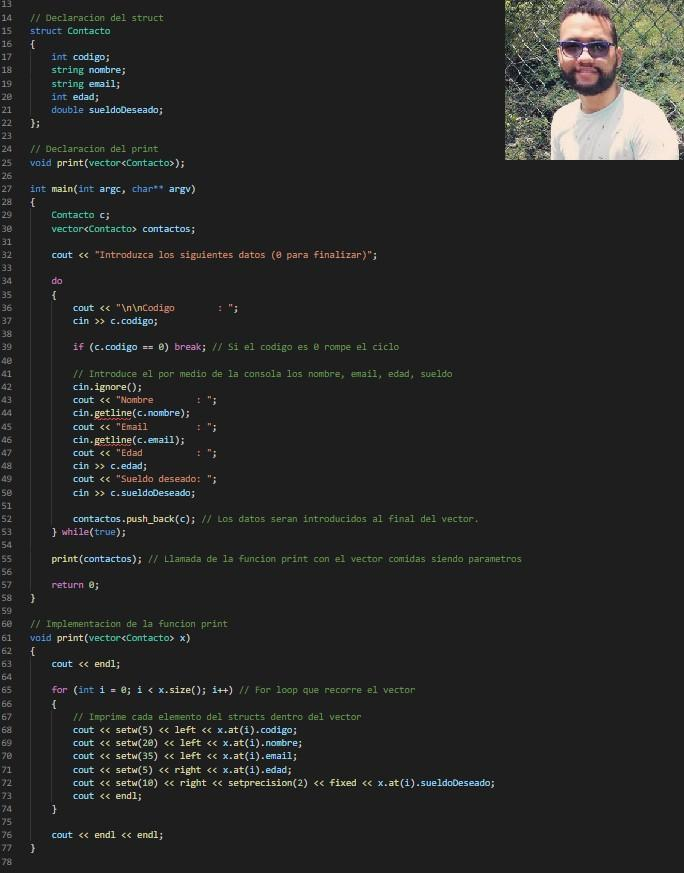 13
14 // Declaracion del struct
15 struct Contacto
16 {
17     int codigo;
18     string nombre;
19     string email;
20     int edad;
21     double sueldoDeseado;
22 };
23
24 // Declaracion del print
25 void print(vector<Contacto>);
26
27 int main(int argc, char** argv)
28 {
29     Contacto c;
30     vector<Contacto> contactos;
31
32     cout << "Introduzca los siguientes datos (0 para finalizar)";
33
34     do
35     {
36         cout << "\n\nCodigo        : ";
37         cin >> c.codigo;
38
39         if (c.codigo == 0) break; // Si el codigo es 0 rompe el ciclo
40
41         // Introduce el por medio de la consola los nombre, email, edad, sueldo
42         cin.ignore();
43         cout << "Nombre        : ";
44         cin.getline(c.nombre);
45         cout << "Email         : ";
46         cin.getline(c.email);
47         cout << "Edad          : ";
48         cin >> c.edad;
49         cout << "Sueldo deseado: ";
50         cin >> c.sueldoDeseado;
51
52         contactos.push_back(c); // Los datos seran introducidos al final del vector.
53     } while(true);
54
55     print(contactos); // Llamada de la funcion print con el vector comidas siendo parametros
56
57     return 0;
58 }
59
60 // Implementacion de la funcion print
61 void print(vector<Contacto> x)
62 {
63     cout << endl;
64
65     for (int i = 0; i < x.size(); i++) // For loop que recorre el vector
66     {
67         // Imprime cada elemento del structs dentro del vector
68         cout << setw(5) << left << x.at(i).codigo;
69         cout << setw(20) << left << x.at(i).nombre;
70         cout << setw(35) << left << x.at(i).email;
71         cout << setw(5) << right << x.at(i).edad;
72         cout << setw(10) << right << setprecision(2) << fixed << x.at(i).sueldoDeseado;
73         cout << endl;
74     }
75
76     cout << endl << endl;
77 }
78